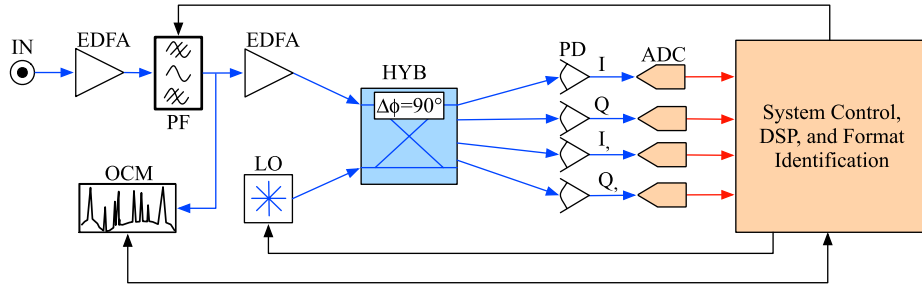 IN
EDFA
PF
EDFA
HYB
Δϕ=90°
PD
I
Q
I,
Q,
ADC
System Control,
DSP, and Format
Identification
OCM
LO